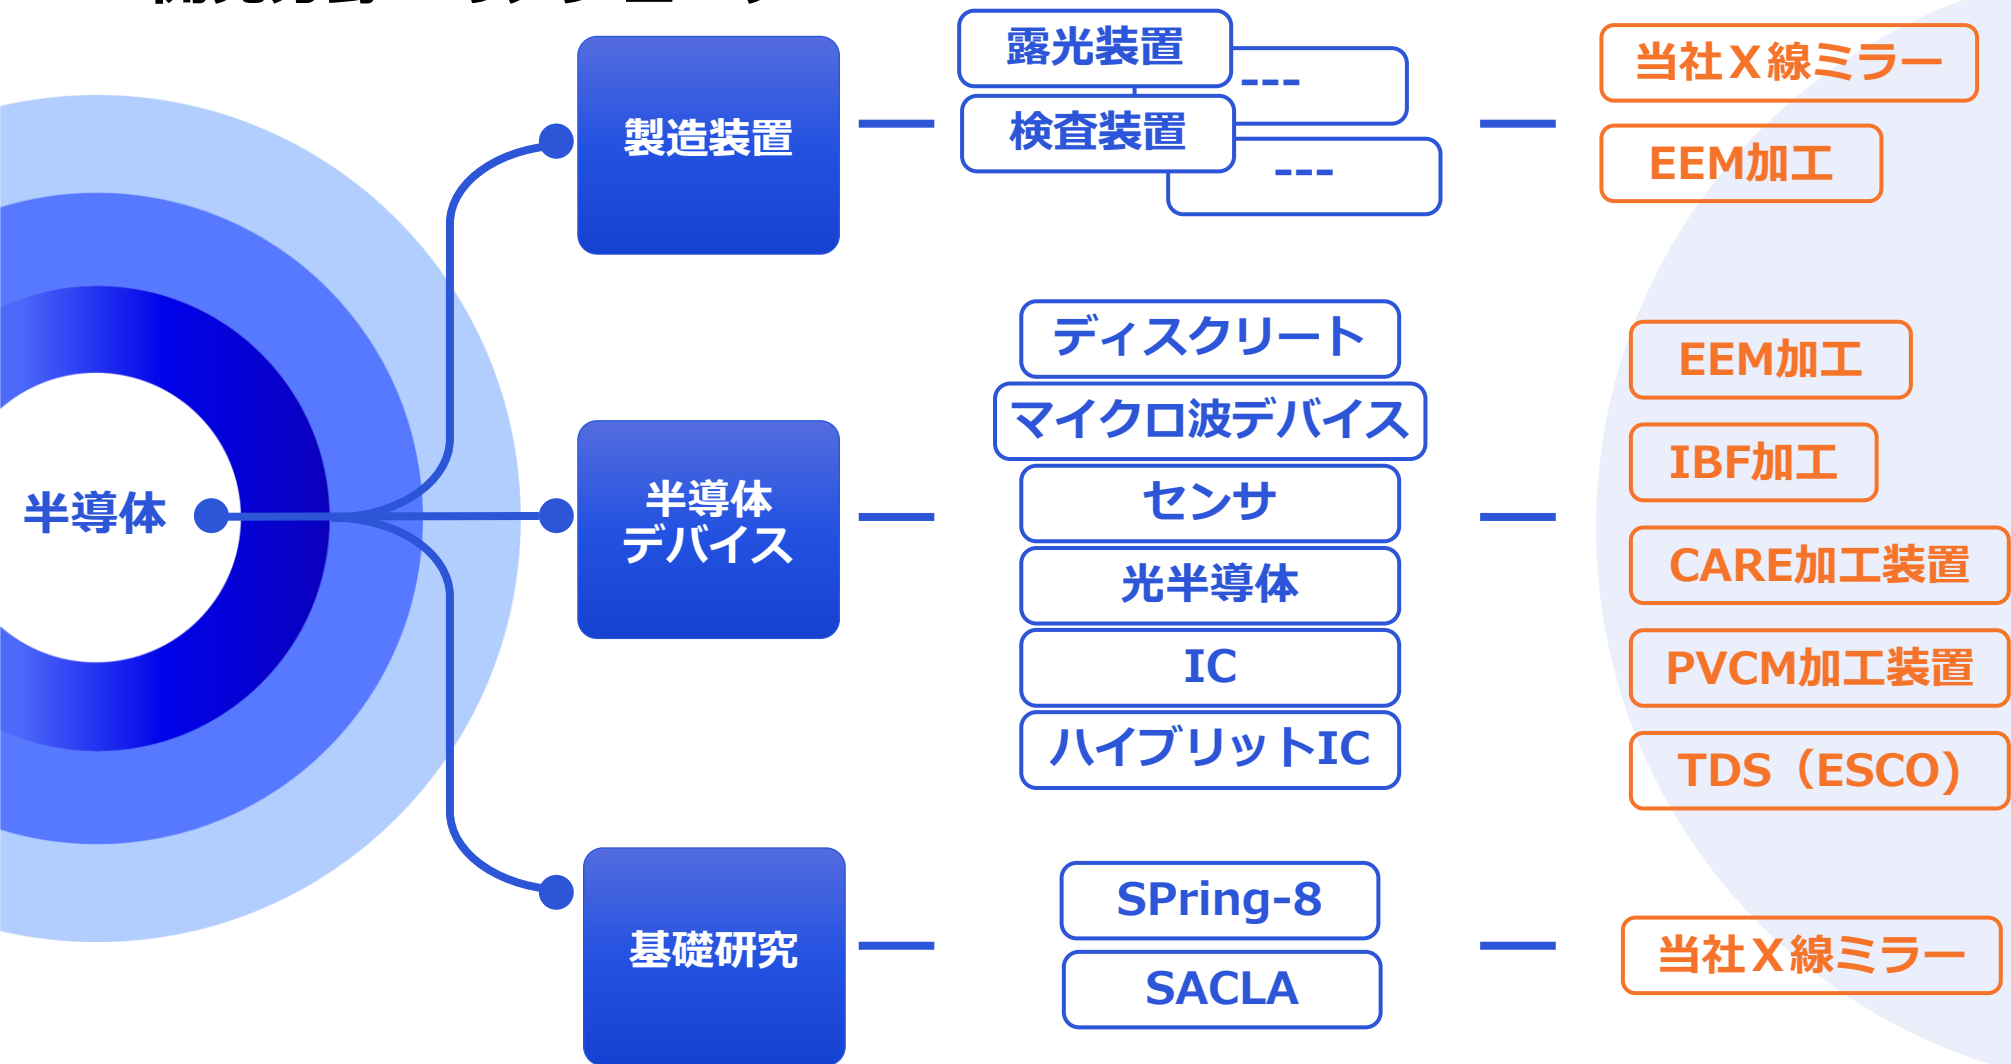 半導体
製造装置
露光装置
---
検査装置
---
当社X線ミラー
EEM加工
半導体
デバイス
ディスクリート
マイクロ波デバイス
センサ
光半導体
IC
ハイブリットIC
EEM加工
IBF加工
CARE加工装置
PVCM加工装置
TDS（ESCO）
基礎研究
SPring-8
SACLA
当社X線ミラー